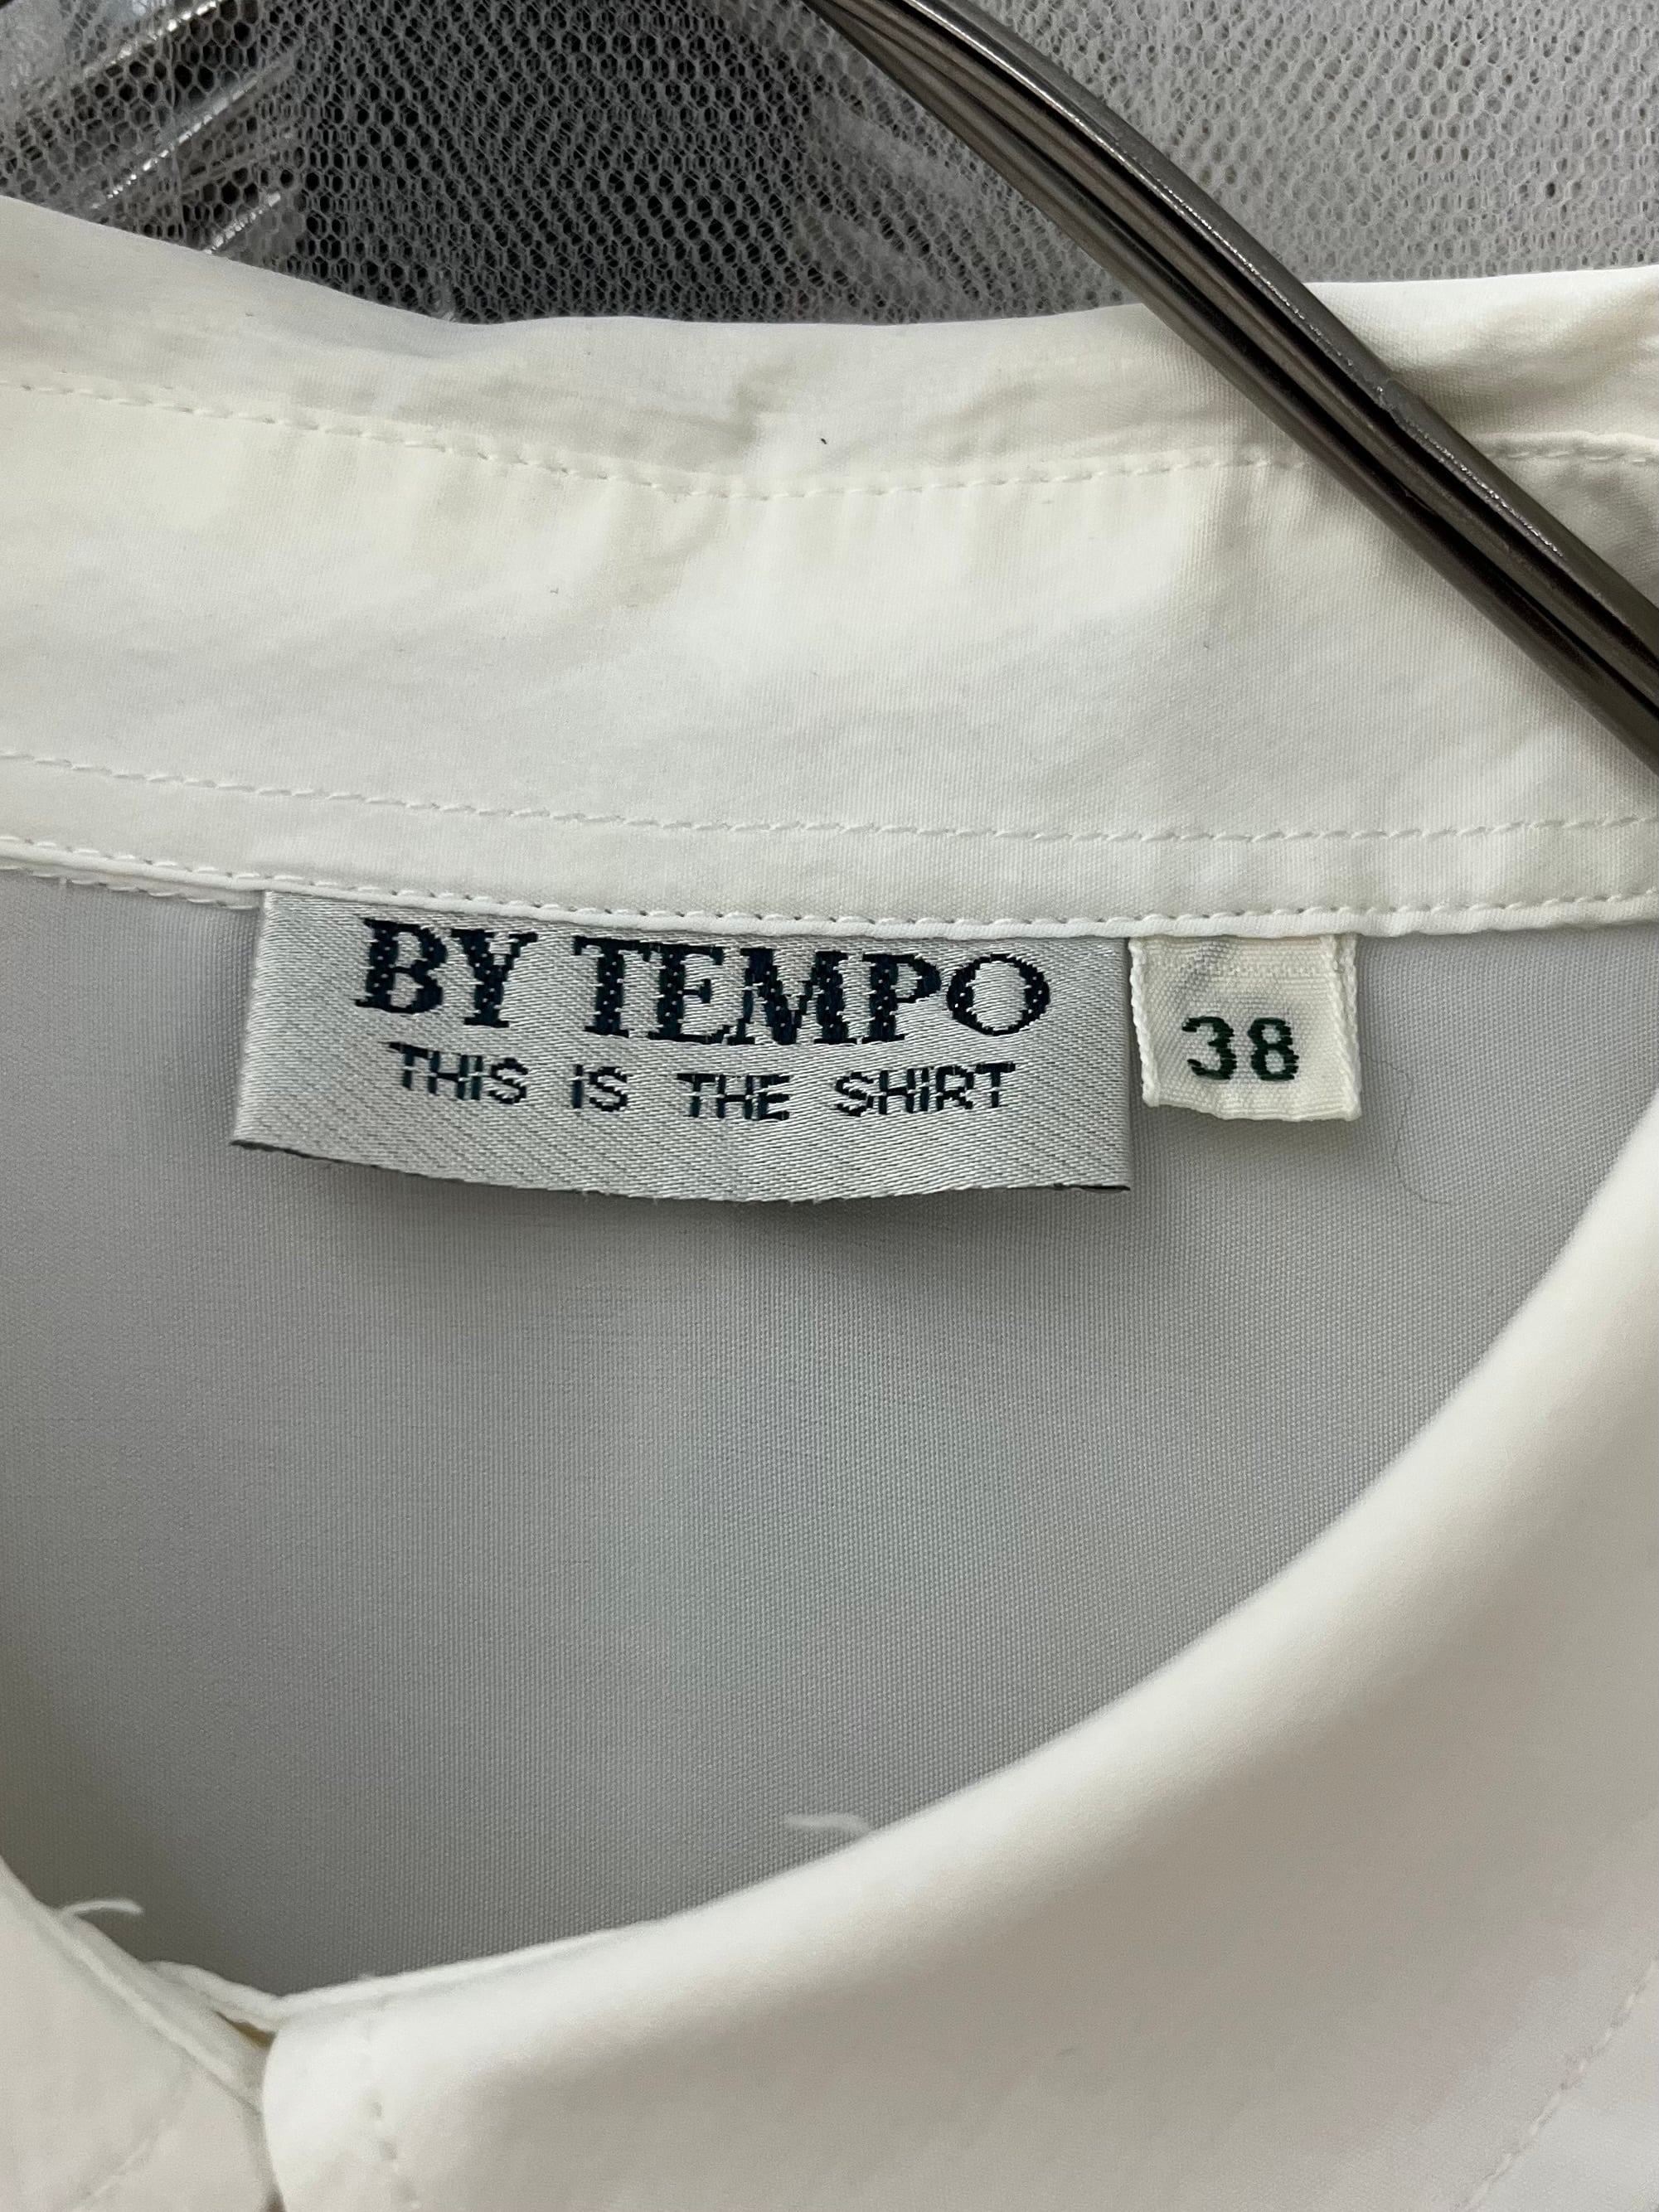 BY TEMPO
THIS IS THE SHIRT
38